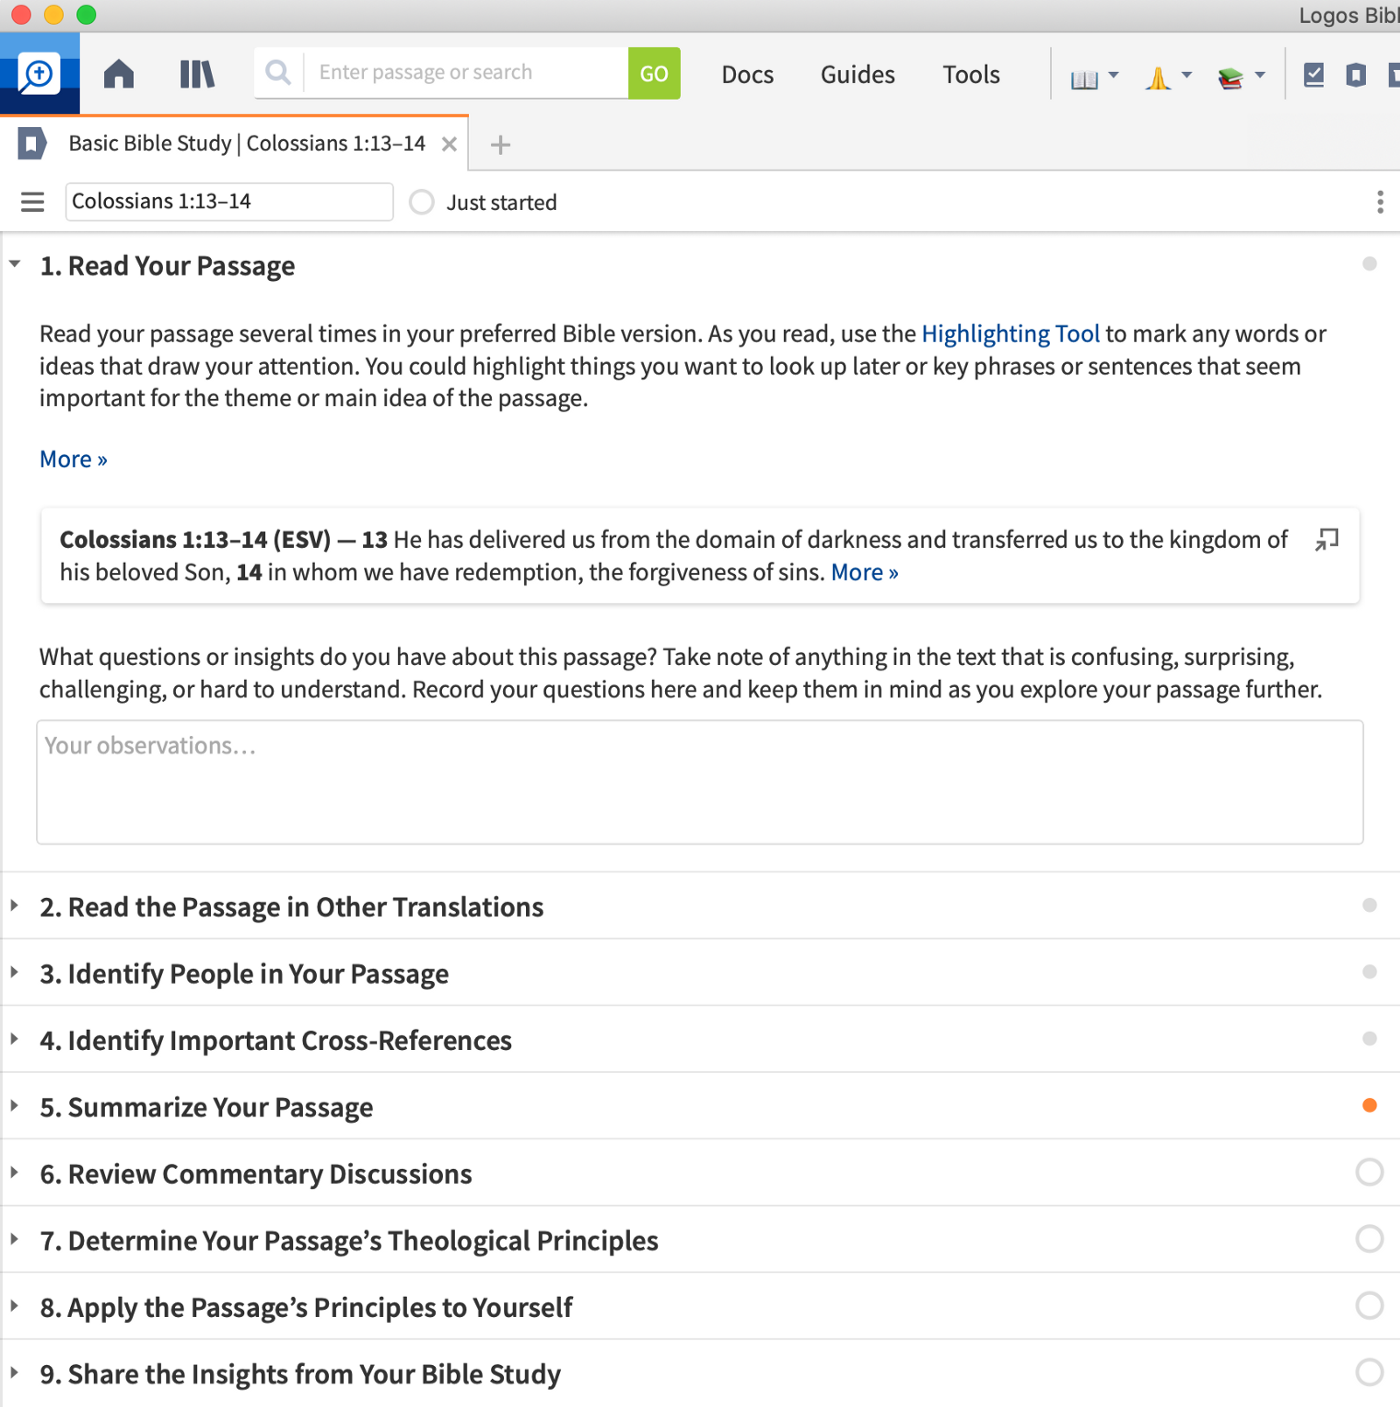 Logos Bibl
Enter passage or search
GO
Docs
Guides
Tools
Basic Bible Study | Colossians 1:13–14
Colossians 1:13–14
Just started
1. Read Your Passage
Read your passage several times in your preferred Bible version. As you read, use the Highlighting Tool to mark any words or
ideas that draw your attention. You could highlight things you want to look up later or key phrases or sentences that seem
important for the theme or main idea of the passage.
More »
Colossians 1:13–14 (ESV) — 13 He has delivered us from the domain of darkness and transferred us to the kingdom of
his beloved Son, 14 in whom we have redemption, the forgiveness of sins. More »
What questions or insights do you have about this passage? Take note of anything in the text that is confusing, surprising,
challenging, or hard to understand. Record your questions here and keep them in mind as you explore your passage further.
Your observations…
2. Read the Passage in Other Translations
3. Identify People in Your Passage
4. Identify Important Cross-References
5. Summarize Your Passage
6. Review Commentary Discussions
7. Determine Your Passage’s Theological Principles
8. Apply the Passage’s Principles to Yourself
9. Share the Insights from Your Bible Study